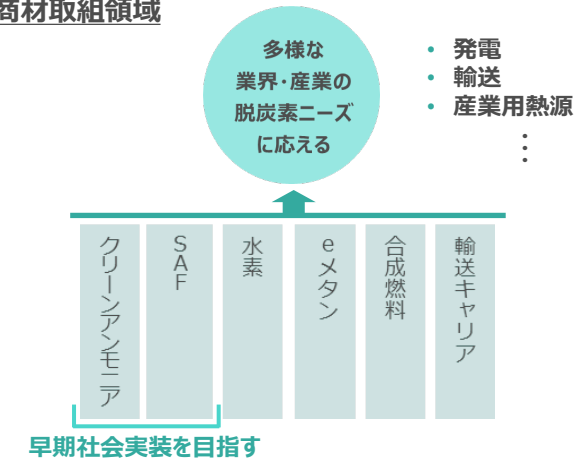 商材取組領域
多様な
業界・産業の
脱炭素ニーズ
に応える
• 発電
• 輸送
• 産業用熱源
⋮
クリーンアンモニア
SAF
水素
eメタン
合成燃料
輸送キャリア
早期社会実装を目指す